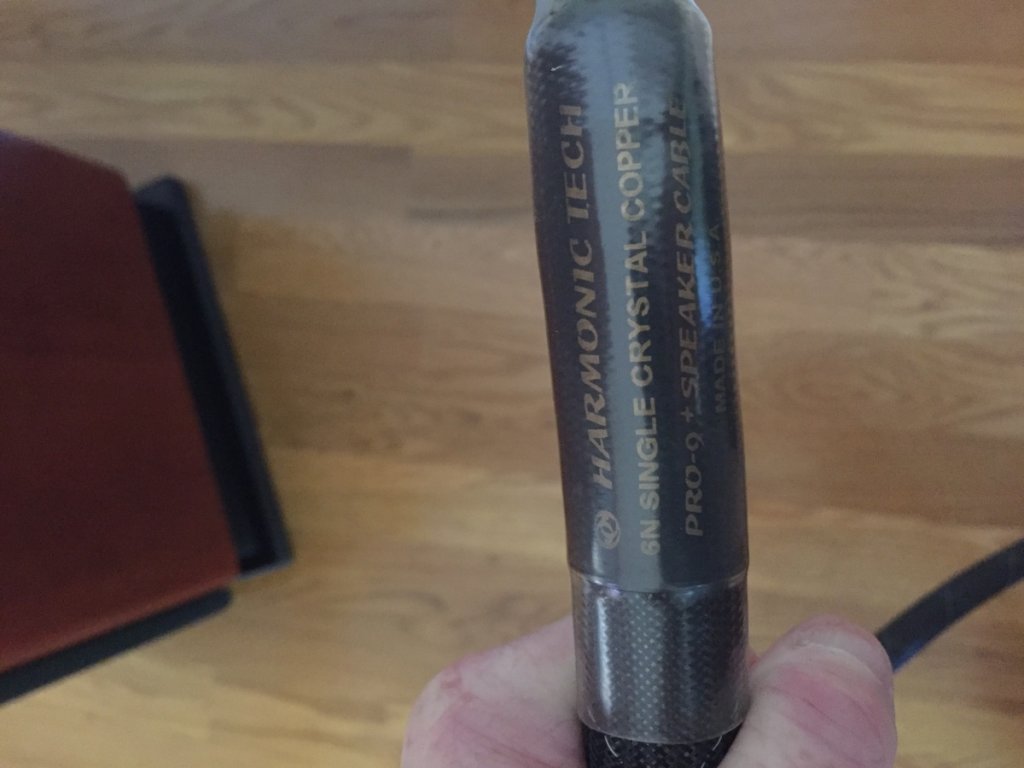 HARMONIC TECH
6N SINGLE CRYSTAL COPPER
PRO-9 + SPEAKER CABLE
MADE IN U.S.A